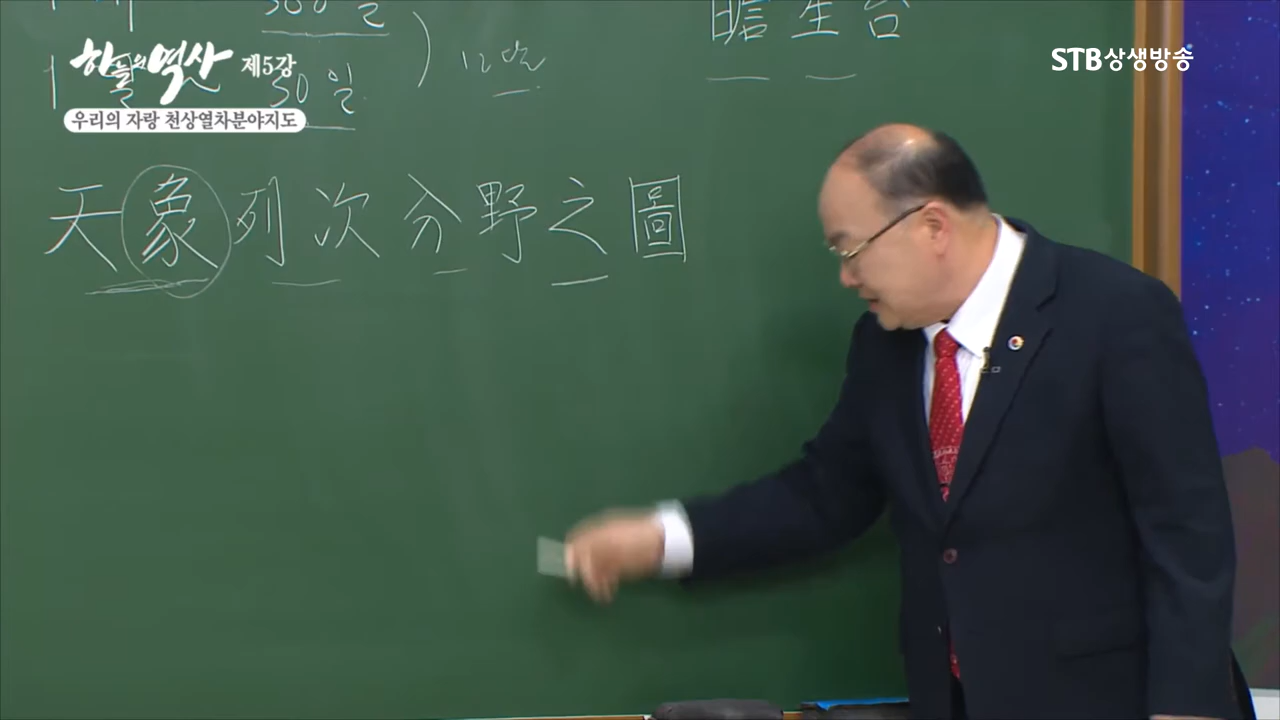 하늘의 역사 제5강
우리의 자랑 천상열차분야지도
STB상생방송
30일
12달
瞻星台
天象列次分野之圖